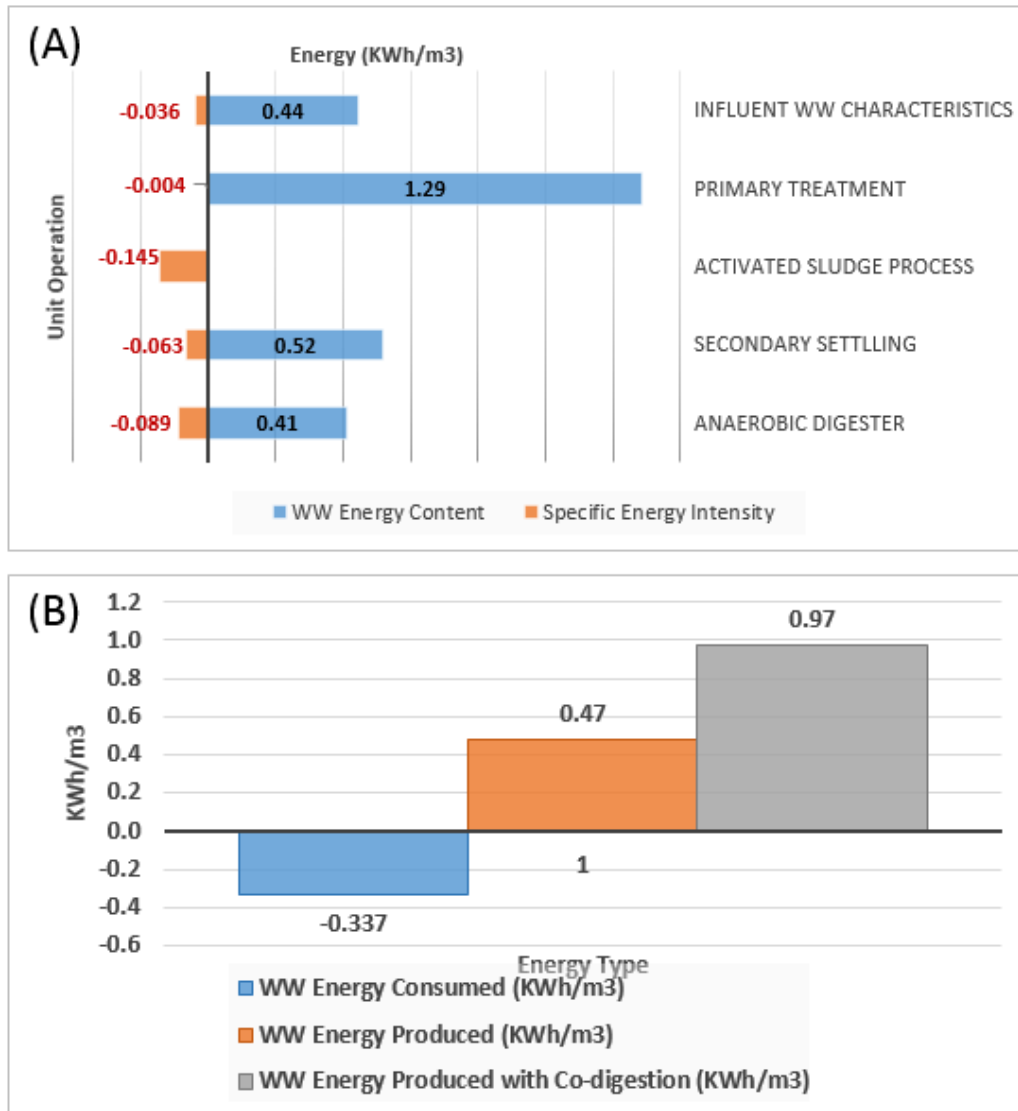 (A)
Energy (KWh/m3)
Unit Operation
-0.036 0.44 INFLUENT WW CHARACTERISTICS
-0.004 1.29 PRIMARY TREATMENT
-0.145 ACTIVATED SLUDGE PROCESS
-0.063 0.52 SECONDARY SETTLLING
-0.089 0.41 ANAEROBIC DIGESTER
WW Energy Content Specific Energy Intensity
(B)
KWh/m3
1.2
1.0
0.8
0.6
0.4
0.2
0.0
-0.2
-0.4
-0.6
0.97
0.47
1
-0.337
Energy Type
WW Energy Consumed (KWh/m3)
WW Energy Produced (KWh/m3)
WW Energy Produced with Co-digestion (KWh/m3)